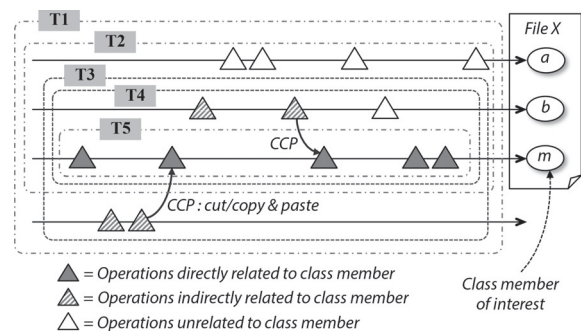 T1
File X
T2
a
T3
T4
b
T5
CCP
m
CCP : cut/copy & paste
= Operations directly related to class member
= Operations indirectly related to class member
= Operations unrelated to class member
Class member
of interest